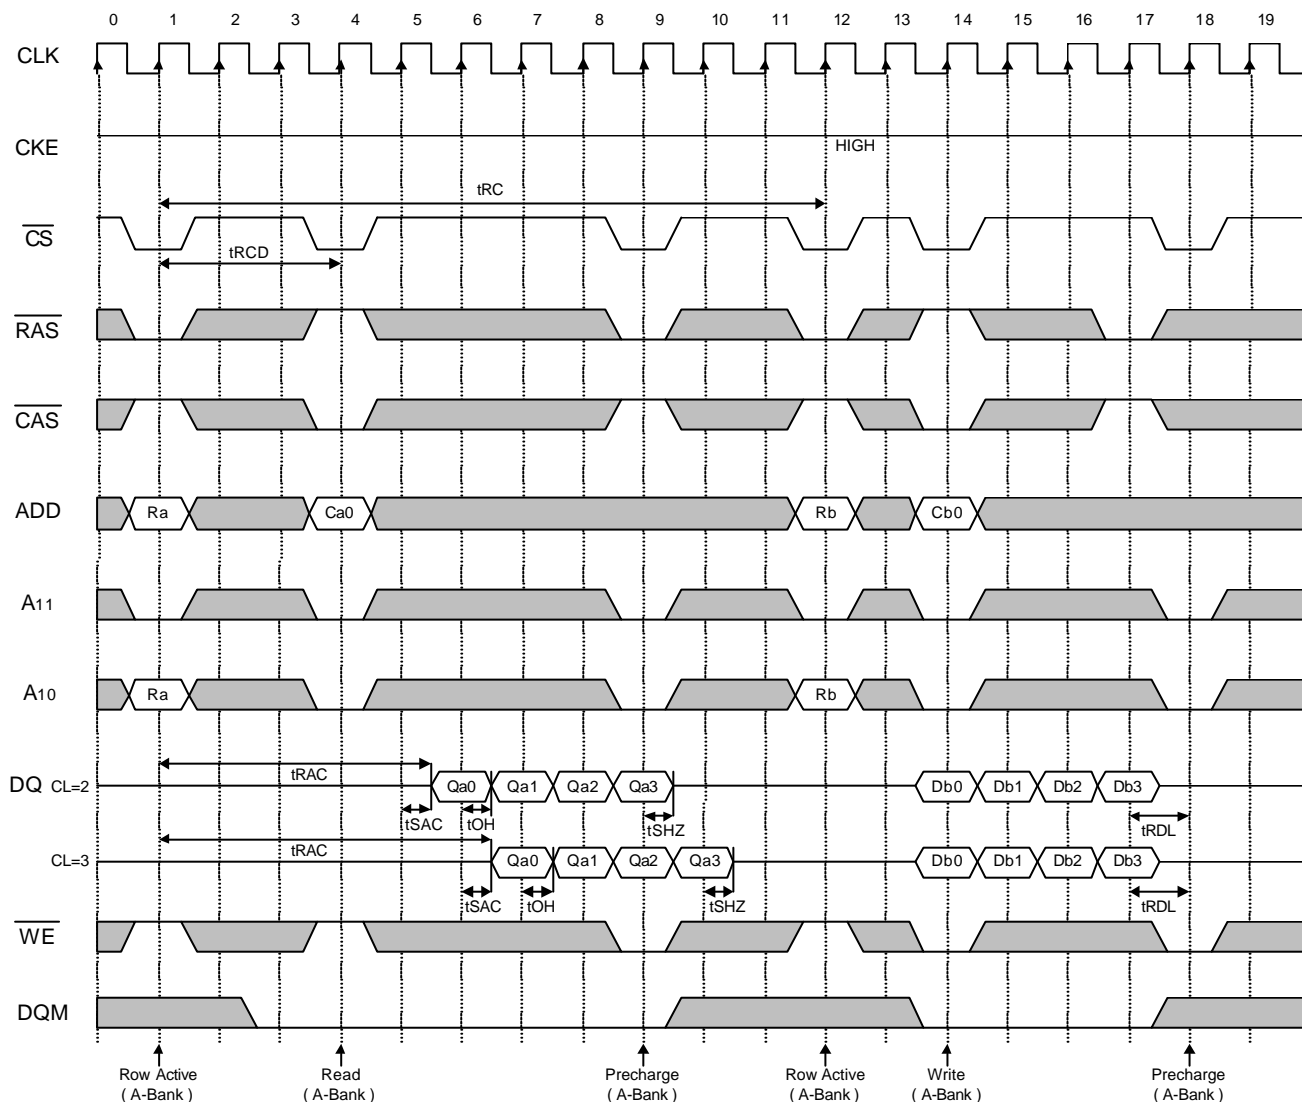 0 1 2 3 4 5 6 7 8 9 10 11 12 13 14 15 16 17 18 19
CLK
CKE
HIGH
tRC
CS
tRCD
RAS
CAS
ADD Ra Ca0 Rb Cb0
A11
A10 Ra Rb
tRAC
DQ CL=2 Qa0 Qa1 Qa2 Qa3 Db0 Db1 Db2 Db3
tSAC tOH tSHZ tRDL
tRAC
CL=3 Qa0 Qa1 Qa2 Qa3 Db0 Db1 Db2 Db3
tSAC tOH tSHZ tRDL
WE
DQM
Row Active Read Precharge Row Active Write Precharge
( A-Bank ) ( A-Bank ) ( A-Bank ) ( A-Bank ) ( A-Bank ) ( A-Bank )